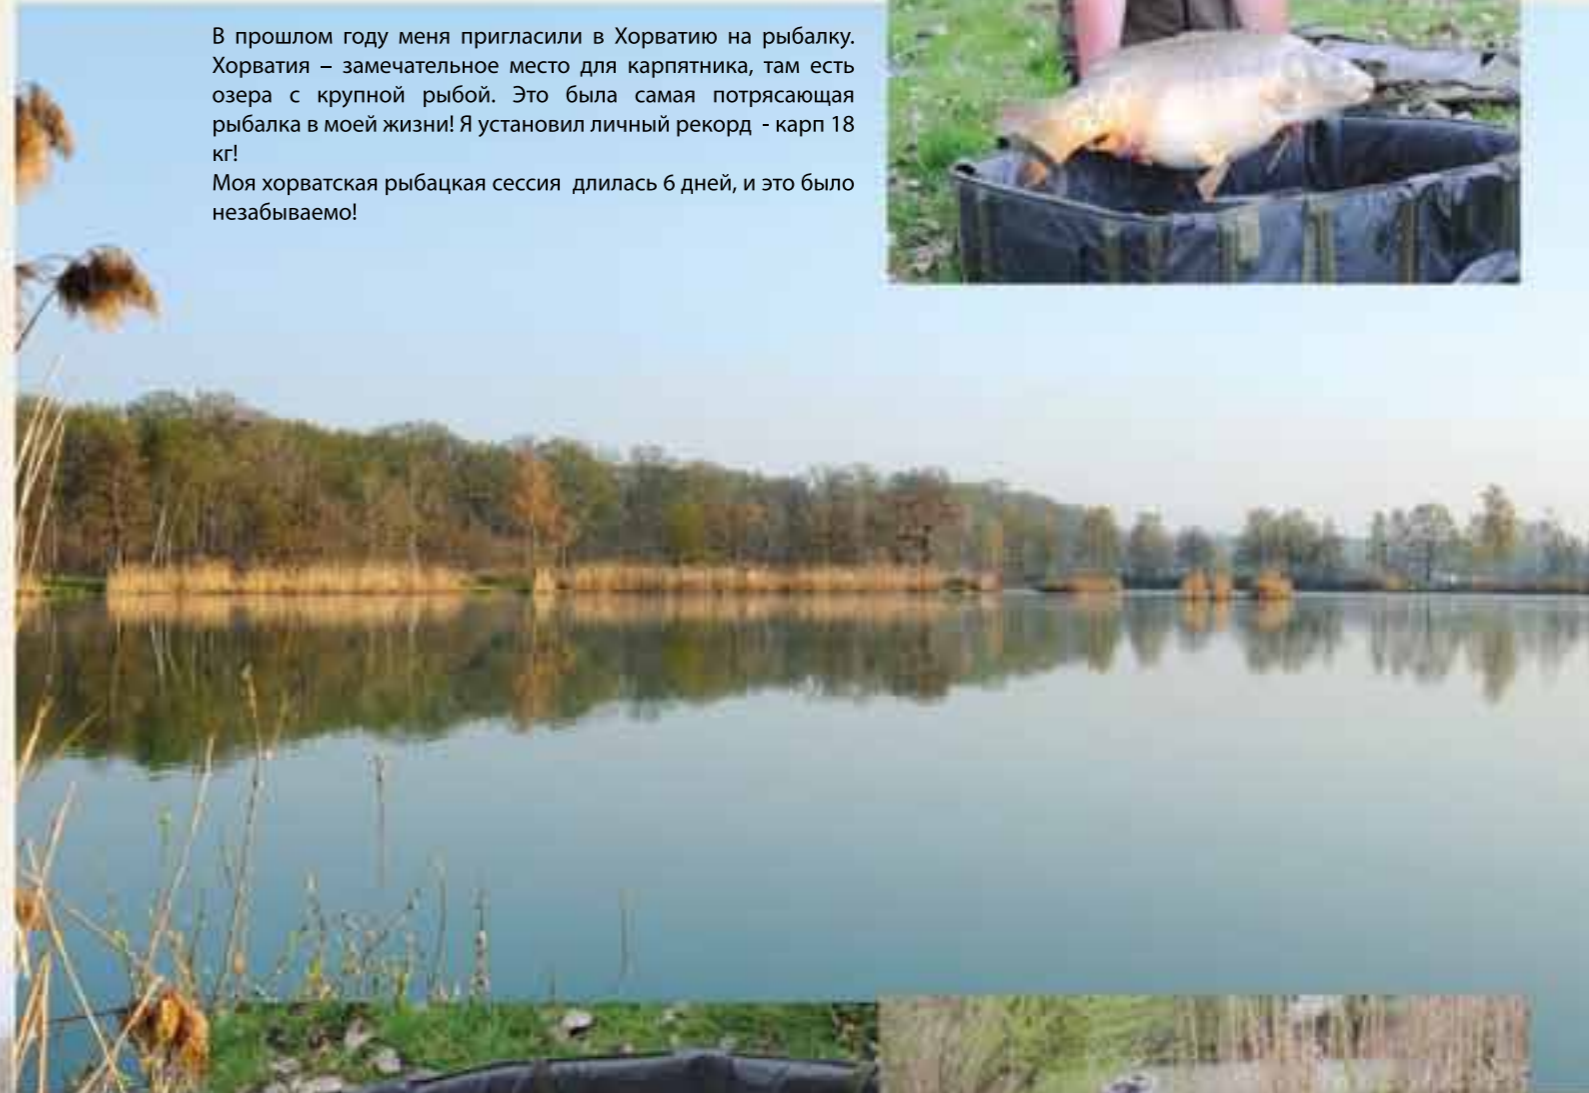 В прошлом году меня пригласили в Хорватию на рыбалку.
Хорватия – замечательное место для карпятника, там есть
озера с крупной рыбой. Это была самая потрясающая
рыбалка в моей жизни! Я установил личный рекорд  - карп 18
кг!
Моя хорватская рыбацкая сессия  длилась 6 дней, и это было
незабываемо!